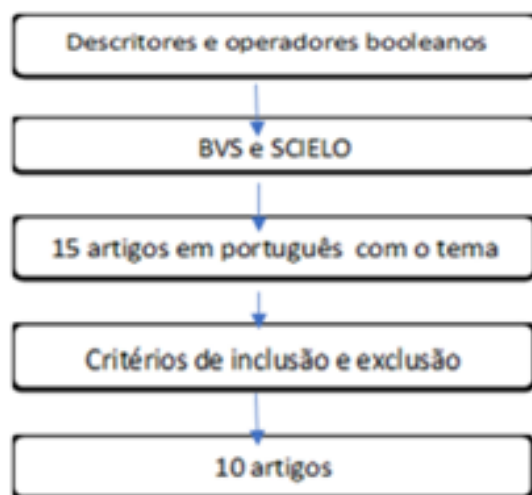 Descritores e operadores booleanos
BVS e SCIELO
15 artigos em português com o tema
Critérios de inclusão e exclusão
10 artigos